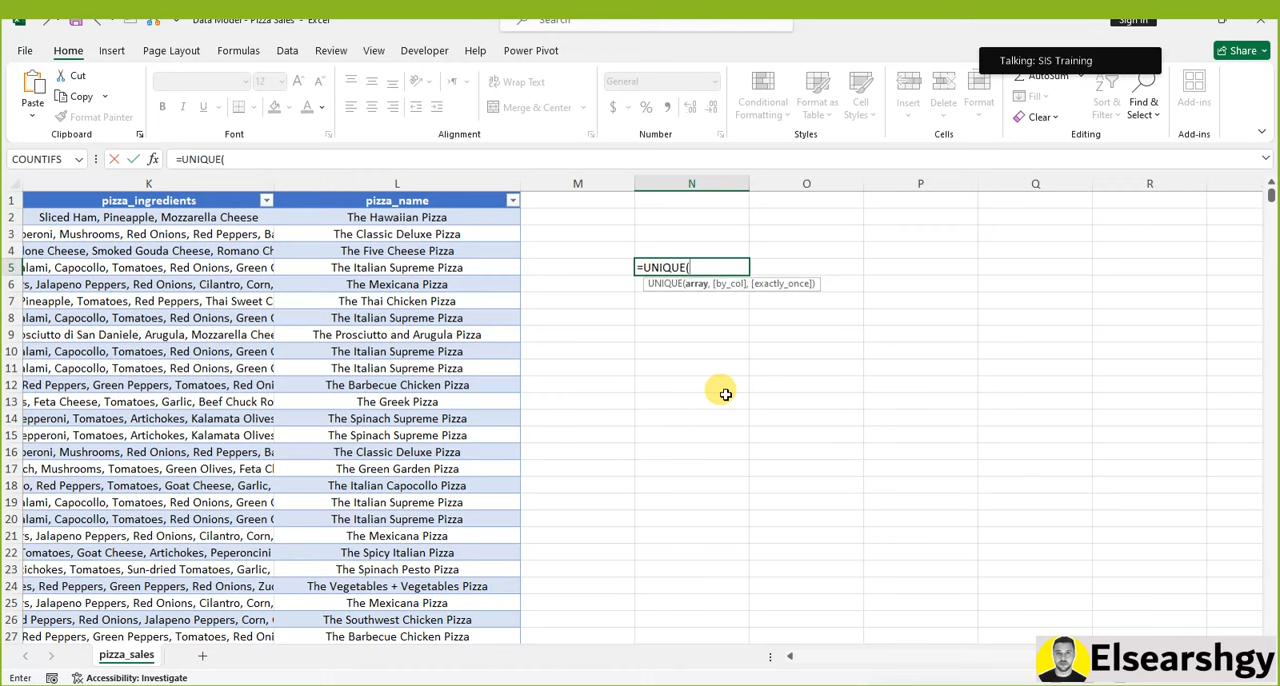 Data Model - Pizza Sales - Excel
Search
Sign in
File Home Insert Page Layout Formulas Data Review View Developer Help Power Pivot
Talking: SIS Training
Share
Paste
Cut
Copy
Format Painter
Clipboard
12
B I U
Font
Wrap Text
Merge & Center
Alignment
General
$ % ,
Number
Conditional Formatting
Format as Table
Cell Styles
Styles
Insert
Delete
Format
Cells
AutoSum
Fill
Clear
Sort & Filter
Find & Select
Editing
Add-ins
Add-ins
COUNTIFS fx =UNIQUE(
K L M N O P Q R
1 pizza_ingredients pizza_name
2 Sliced Ham, Pineapple, Mozzarella Cheese The Hawaiian Pizza
3 peroni, Mushrooms, Red Onions, Red Peppers, Ba The Classic Deluxe Pizza
4 lone Cheese, Smoked Gouda Cheese, Romano Ch The Five Cheese Pizza
5 lami, Capocollo, Tomatoes, Red Onions, Green O The Italian Supreme Pizza =UNIQUE(
6 s, Jalapeno Peppers, Red Onions, Cilantro, Corn, The Mexicana Pizza UNIQUE(array, [by_col], [exactly_once])
7 Pineapple, Tomatoes, Red Peppers, Thai Sweet C The Thai Chicken Pizza
8 lami, Capocollo, Tomatoes, Red Onions, Green O The Italian Supreme Pizza
9 osciutto di San Daniele, Arugula, Mozzarella Chee The Prosciutto and Arugula Pizza
10 alami, Capocollo, Tomatoes, Red Onions, Green O The Italian Supreme Pizza
11 alami, Capocollo, Tomatoes, Red Onions, Green O The Italian Supreme Pizza
12 Red Peppers, Green Peppers, Tomatoes, Red Oni The Barbecue Chicken Pizza
13 s, Feta Cheese, Tomatoes, Garlic, Beef Chuck Ro The Greek Pizza
14 epperoni, Tomatoes, Artichokes, Kalamata Olives The Spinach Supreme Pizza
15 epperoni, Tomatoes, Artichokes, Kalamata Olives The Spinach Supreme Pizza
16 peroni, Mushrooms, Red Onions, Red Peppers, Ba The Classic Deluxe Pizza
17 ch, Mushrooms, Tomatoes, Green Olives, Feta Cl The Green Garden Pizza
18 o, Red Peppers, Tomatoes, Goat Cheese, Garlic, The Italian Capocollo Pizza
19 alami, Capocollo, Tomatoes, Red Onions, Green O The Italian Supreme Pizza
20 alami, Capocollo, Tomatoes, Red Onions, Green O The Italian Supreme Pizza
21 rs, Jalapeno Peppers, Red Onions, Cilantro, Corn, The Mexicana Pizza
22 Tomatoes, Goat Cheese, Artichokes, Peperoncini The Spicy Italian Pizza
23 tichokes, Tomatoes, Sun-dried Tomatoes, Garlic, The Spinach Pesto Pizza
24 es, Red Peppers, Green Peppers, Red Onions, Zuc The Vegetables + Vegetables Pizza
25 rs, Jalapeno Peppers, Red Onions, Cilantro, Corn, The Mexicana Pizza
26 d Peppers, Red Onions, Jalapeno Peppers, Corn, The Southwest Chicken Pizza
27 Red Peppers, Green Peppers, Tomatoes, Red Oni The Barbecue Chicken Pizza
pizza_sales
Enter Accessibility: Investigate
Elsearshgy